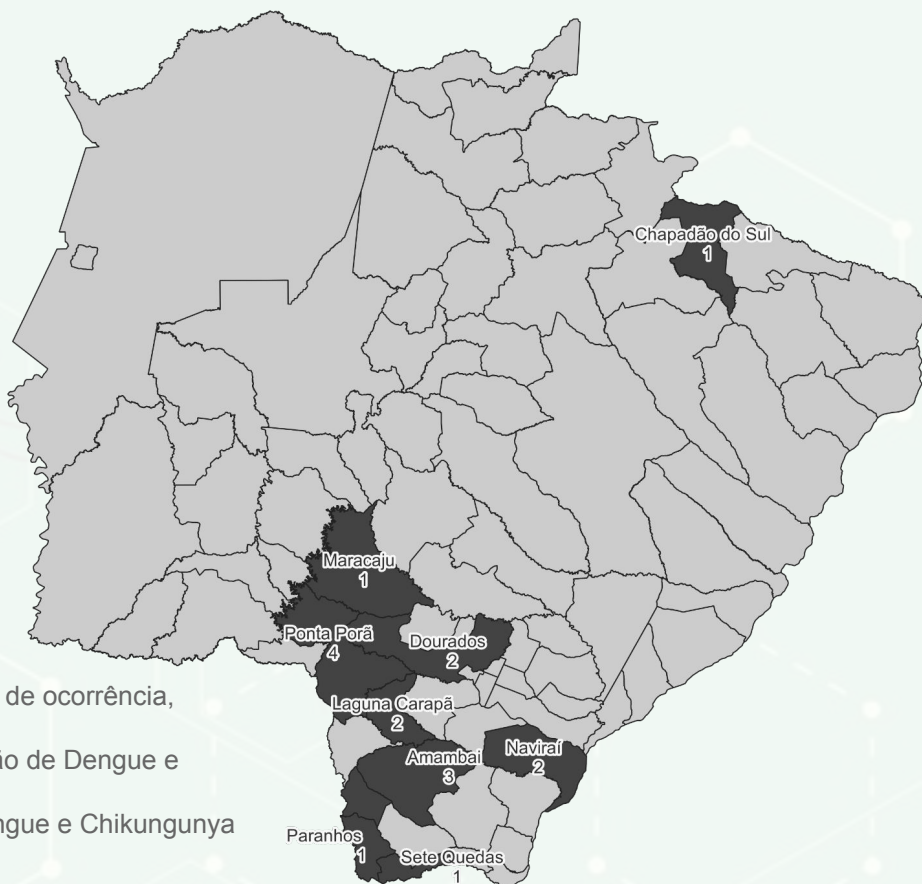 Chapadão do Sul
1
Maracaju
1
Ponta Porã
4
Dourados
2
Laguna Carapã
2
Amambai
3
Naviraí
2
Paranhos
1
Sete Quedas
1
de ocorrência,
ão de Dengue e
ngue e Chikungunya